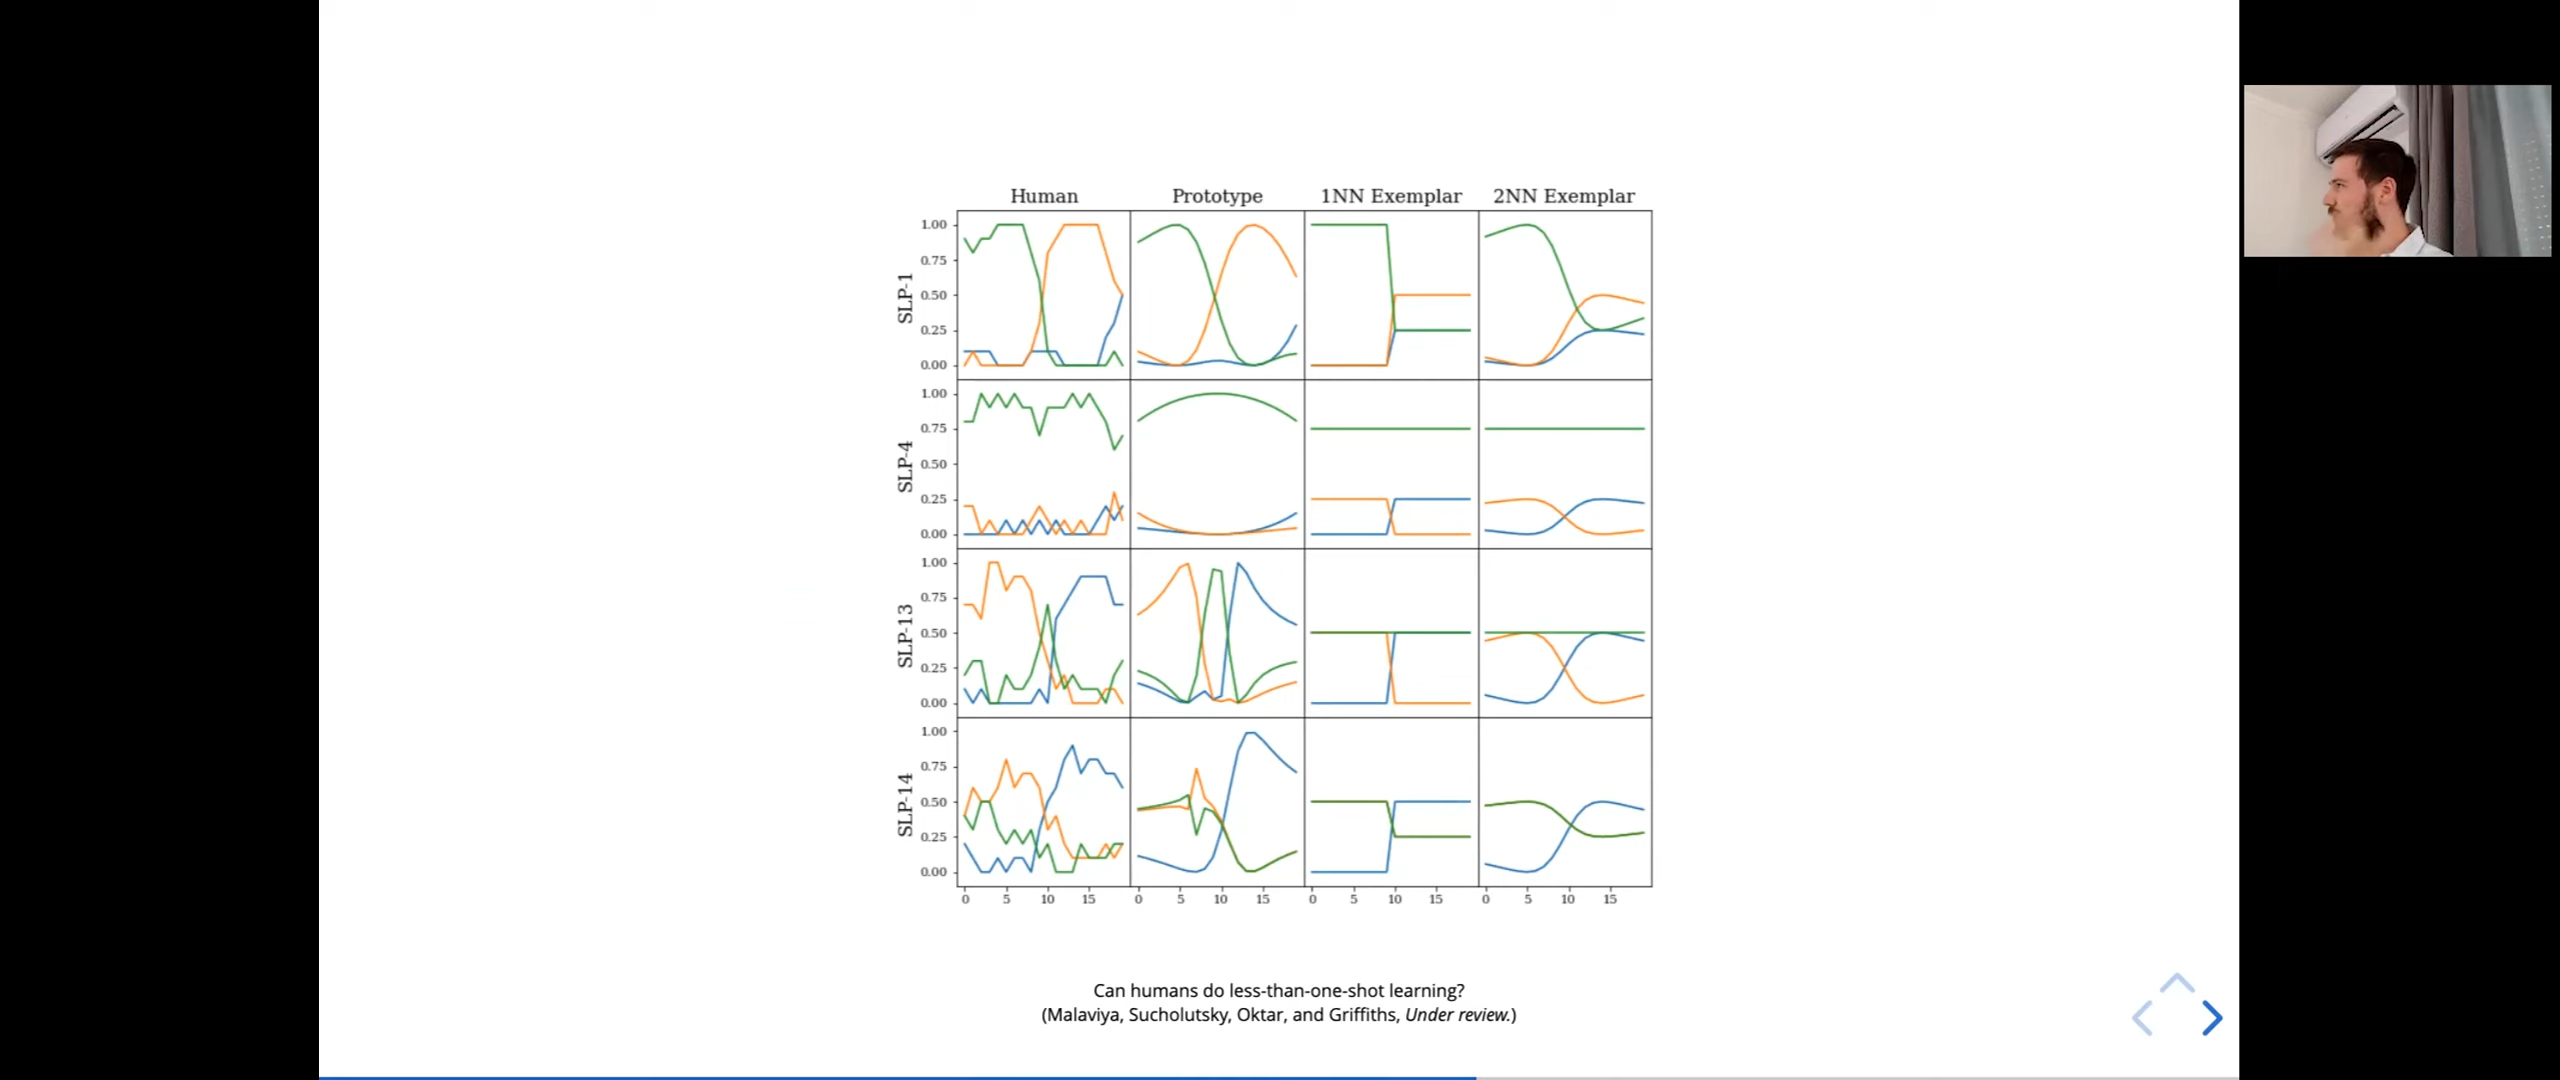 Human Prototype 1NN Exemplar 2NN Exemplar
SLP-1
1.00
0.75
0.50
0.25
0.00
SLP-4
1.00
0.75
0.50
0.25
0.00
SLP-13
1.00
0.75
0.50
0.25
0.00
SLP-14
1.00
0.75
0.50
0.25
0.00
0 5 10 15 0 5 10 15 0 5 10 15 0 5 10 15
Can humans do less-than-one-shot learning?
(Malaviya, Sucholutsky, Oktar, and Griffiths, Under review.)